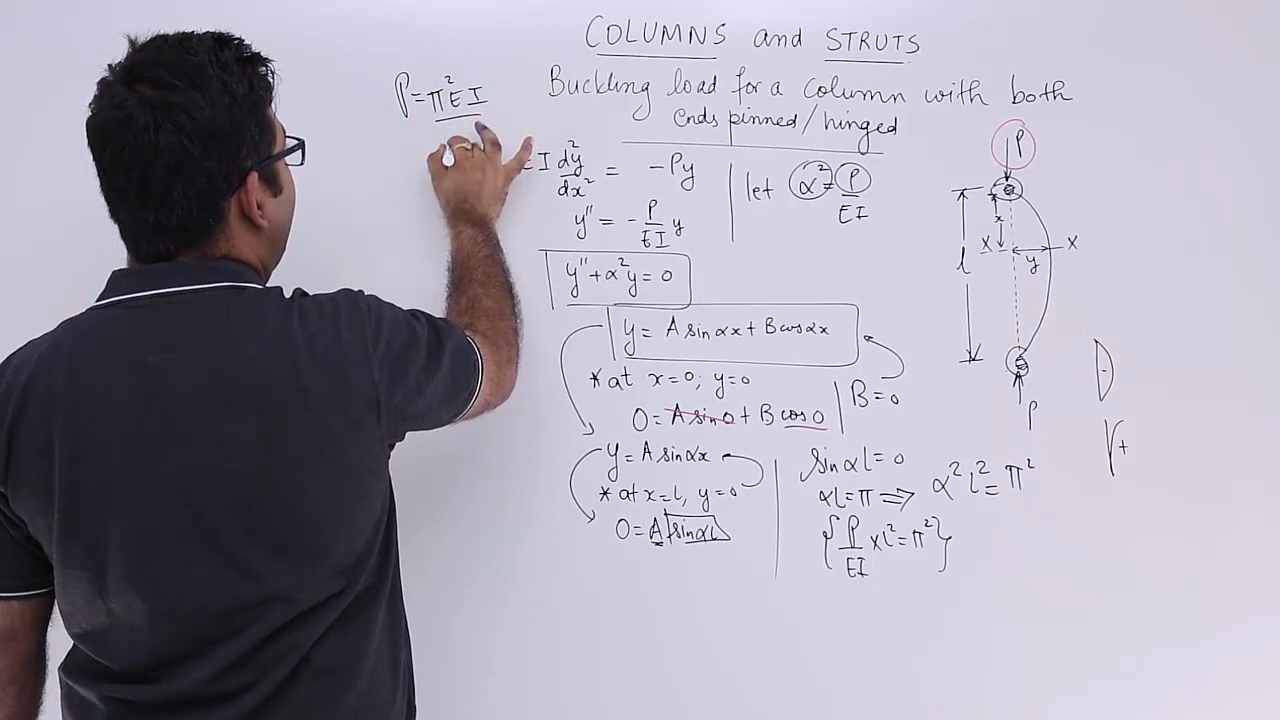 COLUMNS and STRUTS
Buckling load for a column with both
ends pinned/hinged
P = π²EI
EI d²y/dx² = -Py
let α² = P/EI
y'' = -P/EI y
y'' + α²y = 0
y = A sin αx + B cos αx
* at x=0; y=0
0 = A sin 0 + B cos 0
B = 0
y = A sin αx
* at x=l, y=0
0 = A sin αl
sin αl = 0
αl = π ⇒ α²l² = π²
{P/EI × l² = π²}
P
x
X
X
y
l
P